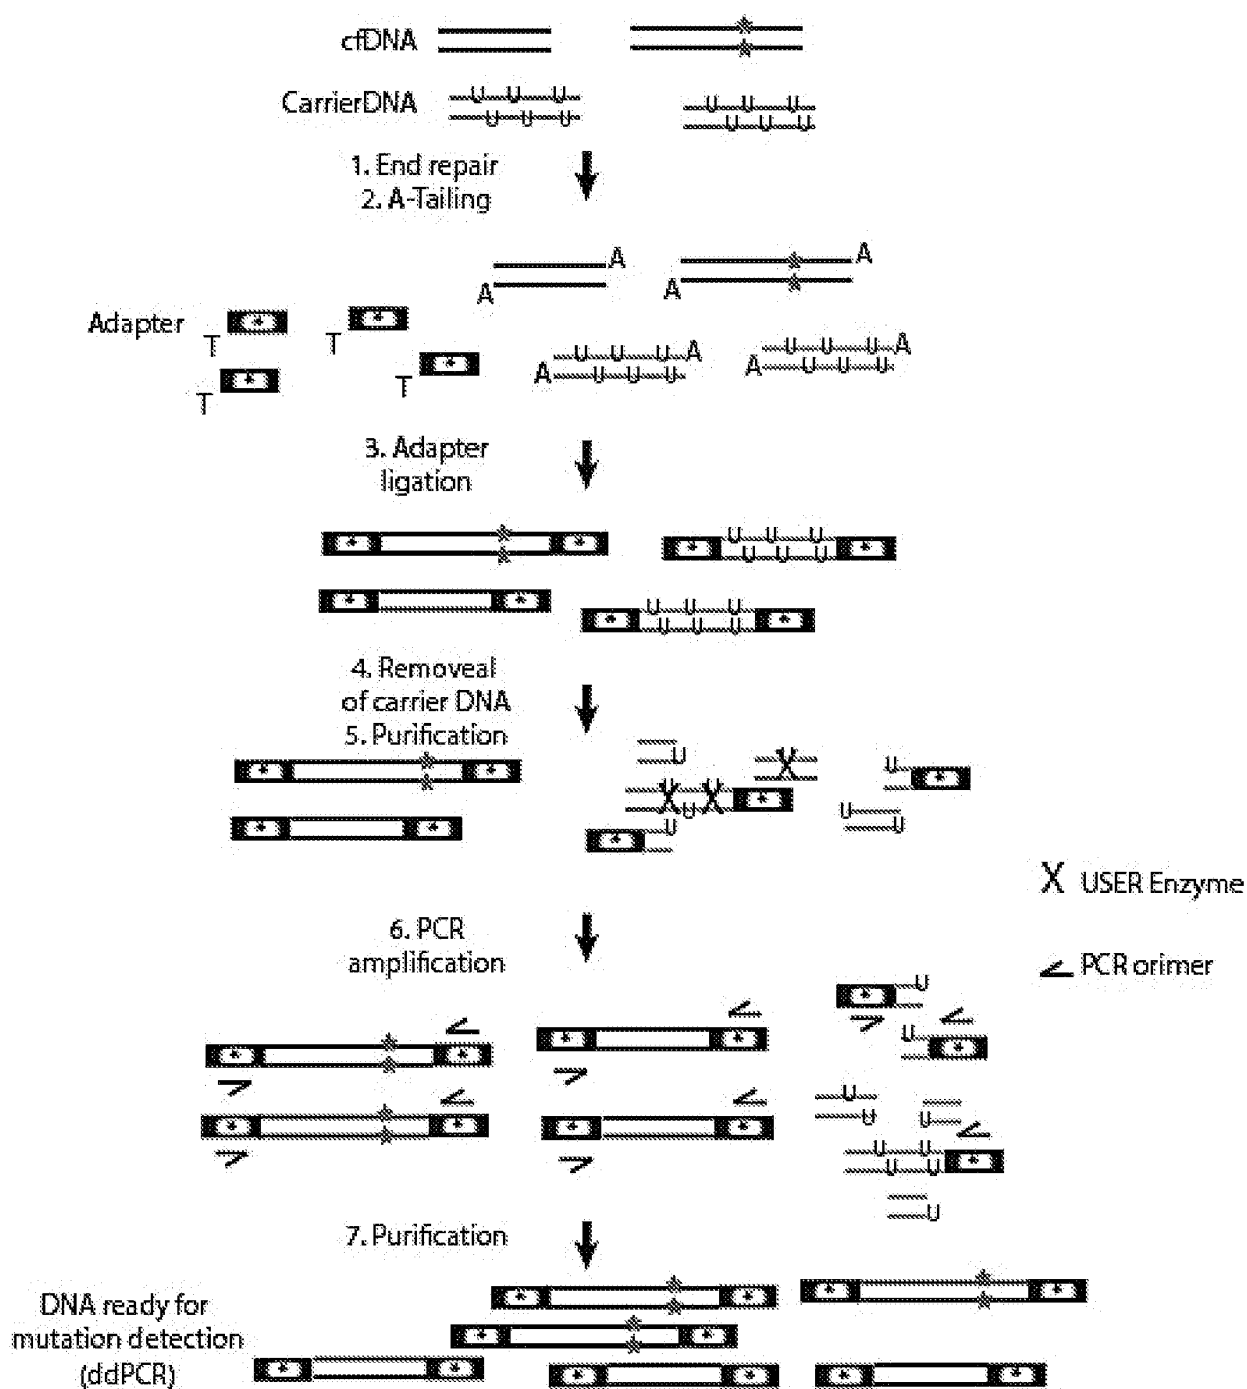 cfDNA
CarrierDNA
U U U
U U U
U U U
U U U
1. End repair
2. A-Tailing
A
A
A
A
Adapter
T
T
T
T
U U U A
A U U U
U U U A
A U U U
3. Adapter
ligation
U U U
U U U
U U U
U U U
4. Removeal
of carrier DNA
5. Purification
U
U
X
U
U
X
U
X
U
U
U
U
X USER Enzyme
6. PCR
amplification
PCR orimer
U
U
U
U
U
U U
U U
U
7. Purification
DNA ready for
mutation detection
(ddPCR)